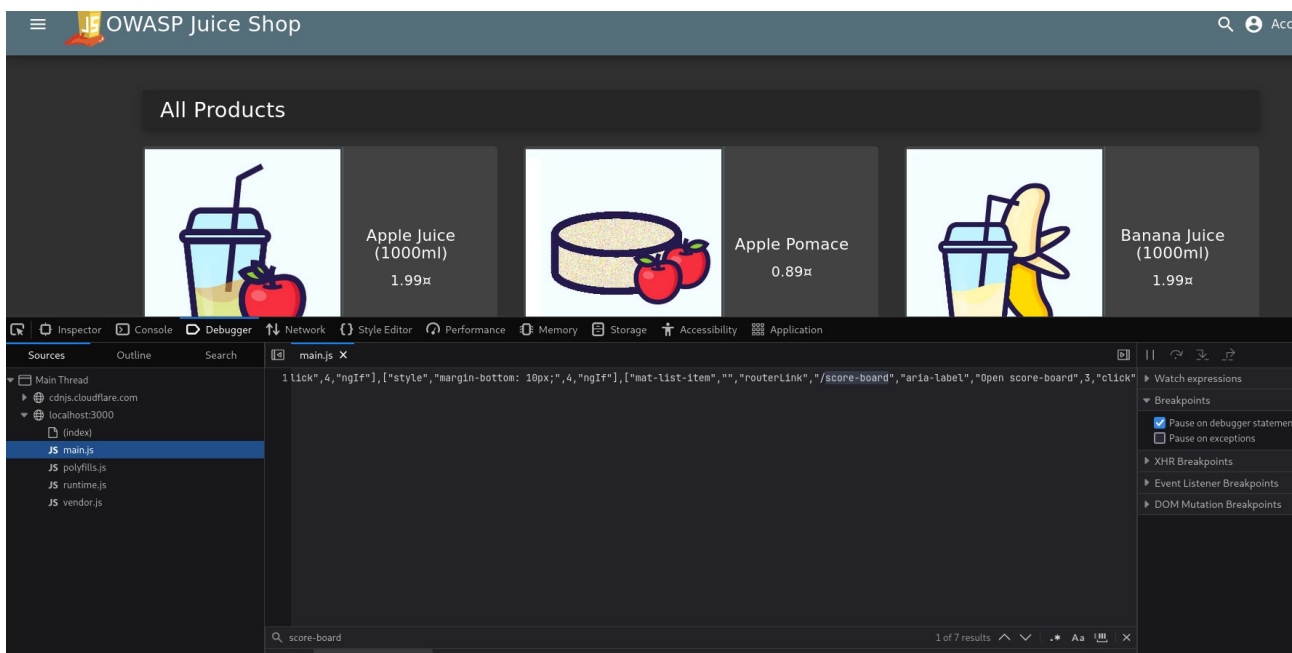 OWASP Juice Shop
All Products
Apple Juice
(1000ml)
1.99¤
Apple Pomace
0.89¤
Banana Juice
(1000ml)
1.99¤
Inspector Console Debugger Network {} Style Editor Performance Memory Storage Accessibility Application
Sources Outline Search main.js
Main Thread
cdnjs.cloudflare.com
localhost:3000
(index)
JS main.js
JS polyfills.js
JS runtime.js
JS vendor.js
1 lick",4,"ngIf"],["style","margin-bottom: 10px;",4,"ngIf"],["mat-list-item","","routerLink","/score-board","aria-label","Open score-board",3,"click"
Watch expressions
Breakpoints
Pause on debugger statemen
Pause on exceptions
XHR Breakpoints
Event Listener Breakpoints
DOM Mutation Breakpoints
score-board 1 of 7 results .* Aa